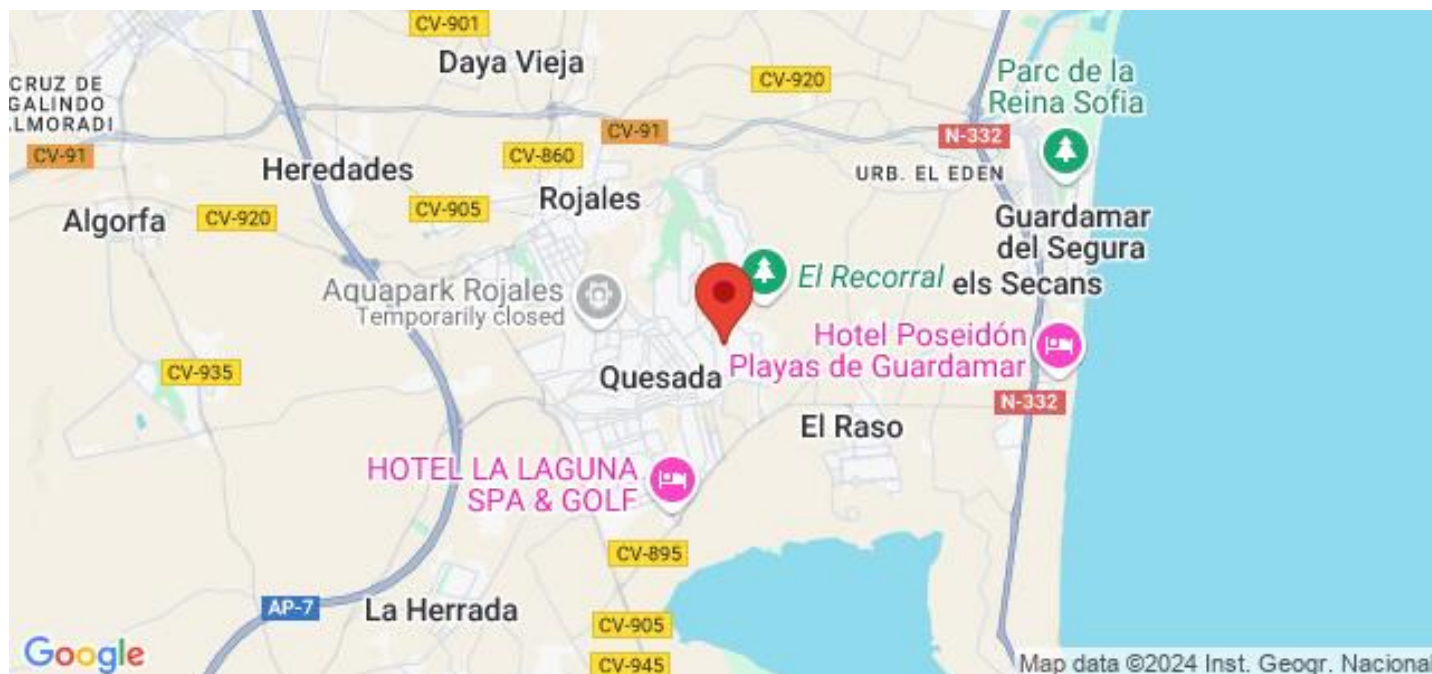 CV-901
Daya Vieja
CV-920
Parc de la
Reina Sofia
CRUZ DE
GALINDO
ALMORADI
CV-91
N-332
CV-91
CV-860
Heredades
URB. EL EDEN
Rojales
CV-905
Algorfa
CV-920
Guardamar
del Segura
El Recorral
els Secans
Aquapark Rojales
Temporarily closed
Hotel Poseidón
Playas de Guardamar
CV-935
Quesada
N-332
El Raso
HOTEL LA LAGUNA
SPA & GOLF
CV-895
AP-7
La Herrada
CV-905
CV-945
Google
Map data ©2024 Inst. Geogr. Nacional